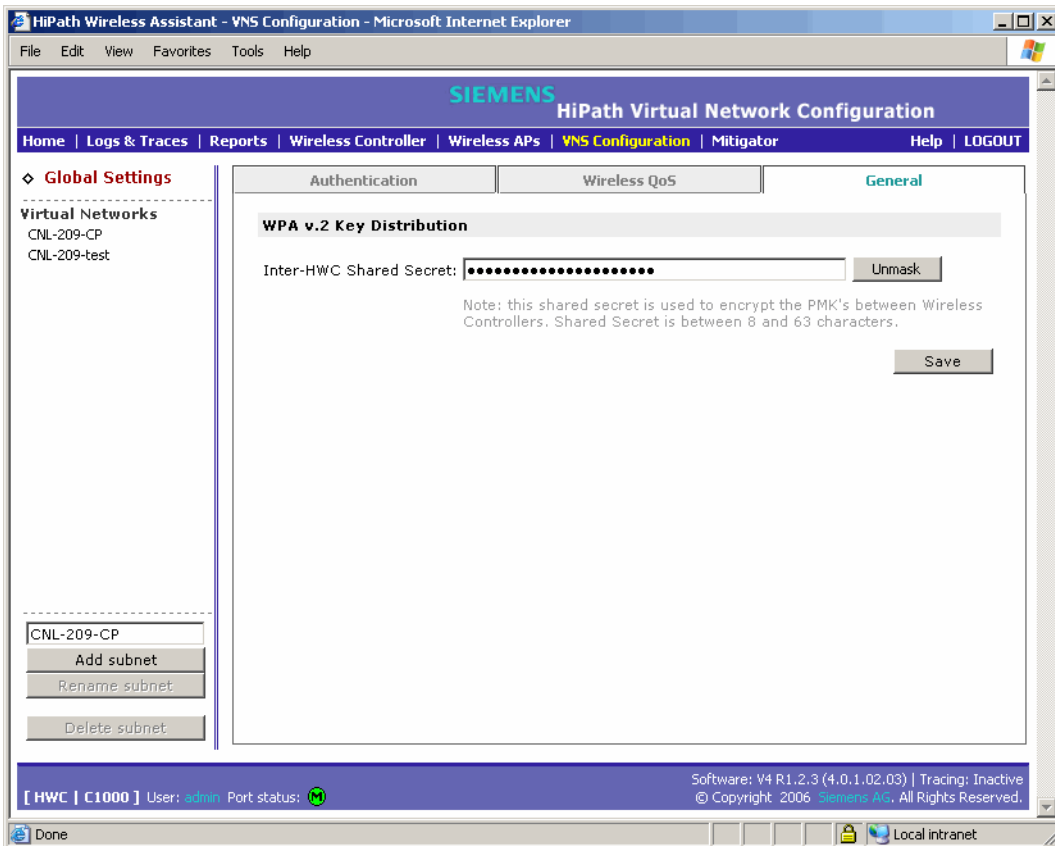 HiPath Wireless Assistant - VNS Configuration - Microsoft Internet Explorer
File Edit View Favorites Tools Help
SIEMENS
HiPath Virtual Network Configuration
Home | Logs & Traces | Reports | Wireless Controller | Wireless APs | VNS Configuration | Mitigator Help | LOGOUT
Global Settings
Virtual Networks
CNL-209-CP
CNL-209-test
Authentication Wireless QoS General
WPA v.2 Key Distribution
Inter-HWC Shared Secret: ●●●●●●●●●●●●●●●●●●●●● Unmask
Note: this shared secret is used to encrypt the PMK's between Wireless
Controllers. Shared Secret is between 8 and 63 characters.
Save
CNL-209-CP
Add subnet
Rename subnet
Delete subnet
Software: V4 R1.2.3 (4.0.1.02.03) | Tracing: Inactive
[ HWC | C1000 ] User: admin Port status: M
© Copyright 2006 Siemens AG. All Rights Reserved.
Done Local intranet